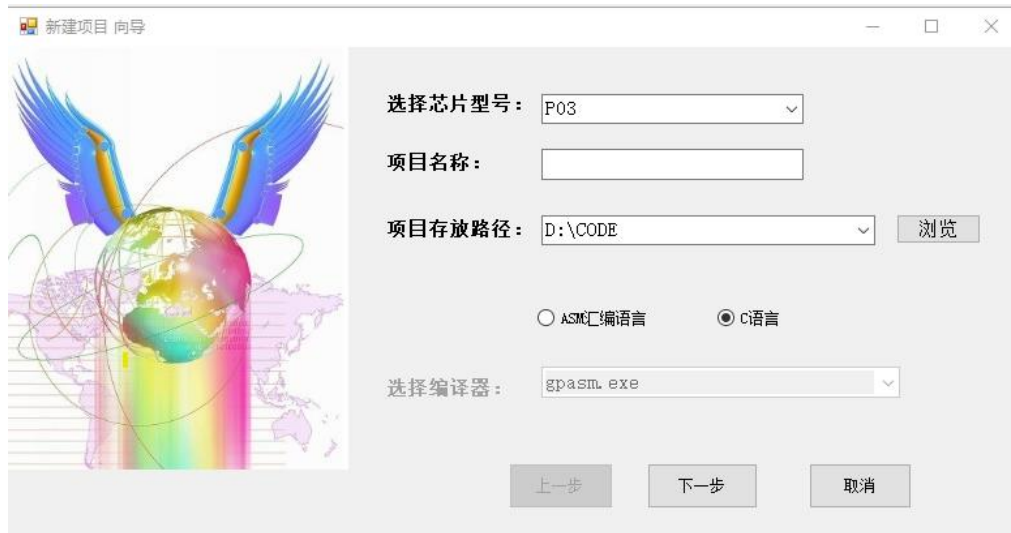 新建项目 向导
选择芯片型号： P03
项目名称：
项目存放路径： D:\CODE 浏览
ASM汇编语言 C语言
选择编译器： gpasm.exe
上一步 下一步 取消